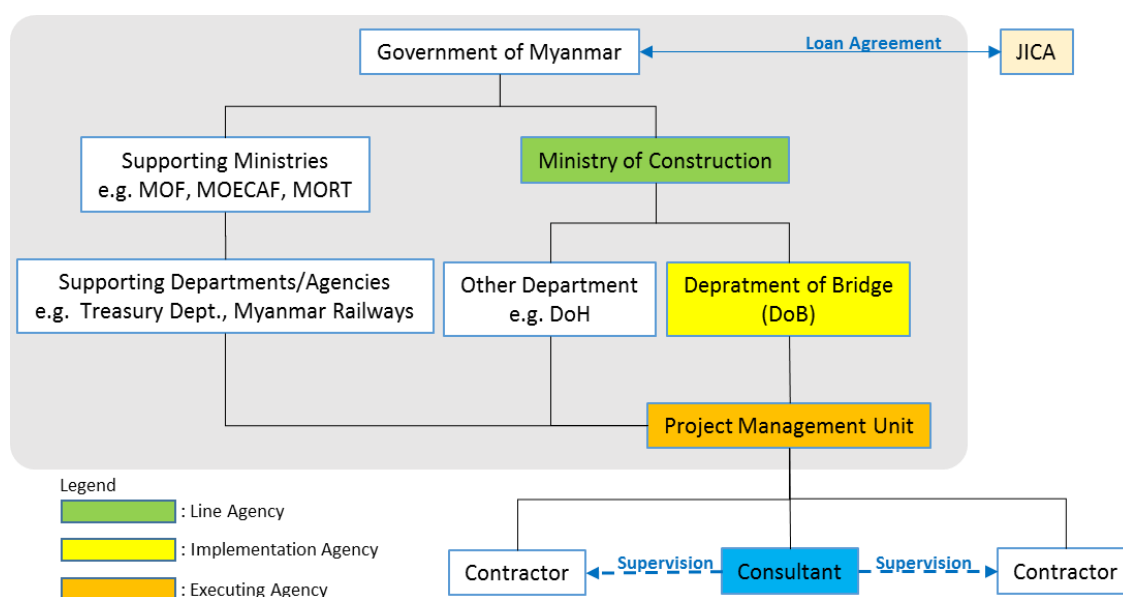 Government of Myanmar
Loan Agreement
JICA
Supporting Ministries
e.g. MOF, MOECAF, MORT
Ministry of Construction
Supporting Departments/Agencies
e.g. Treasury Dept., Myanmar Railways
Other Department
e.g. DoH
Depratment of Bridge
(DoB)
Project Management Unit
Legend
: Line Agency
: Implementation Agency
: Executing Agency
Contractor
Supervision
Consultant
Supervision
Contractor